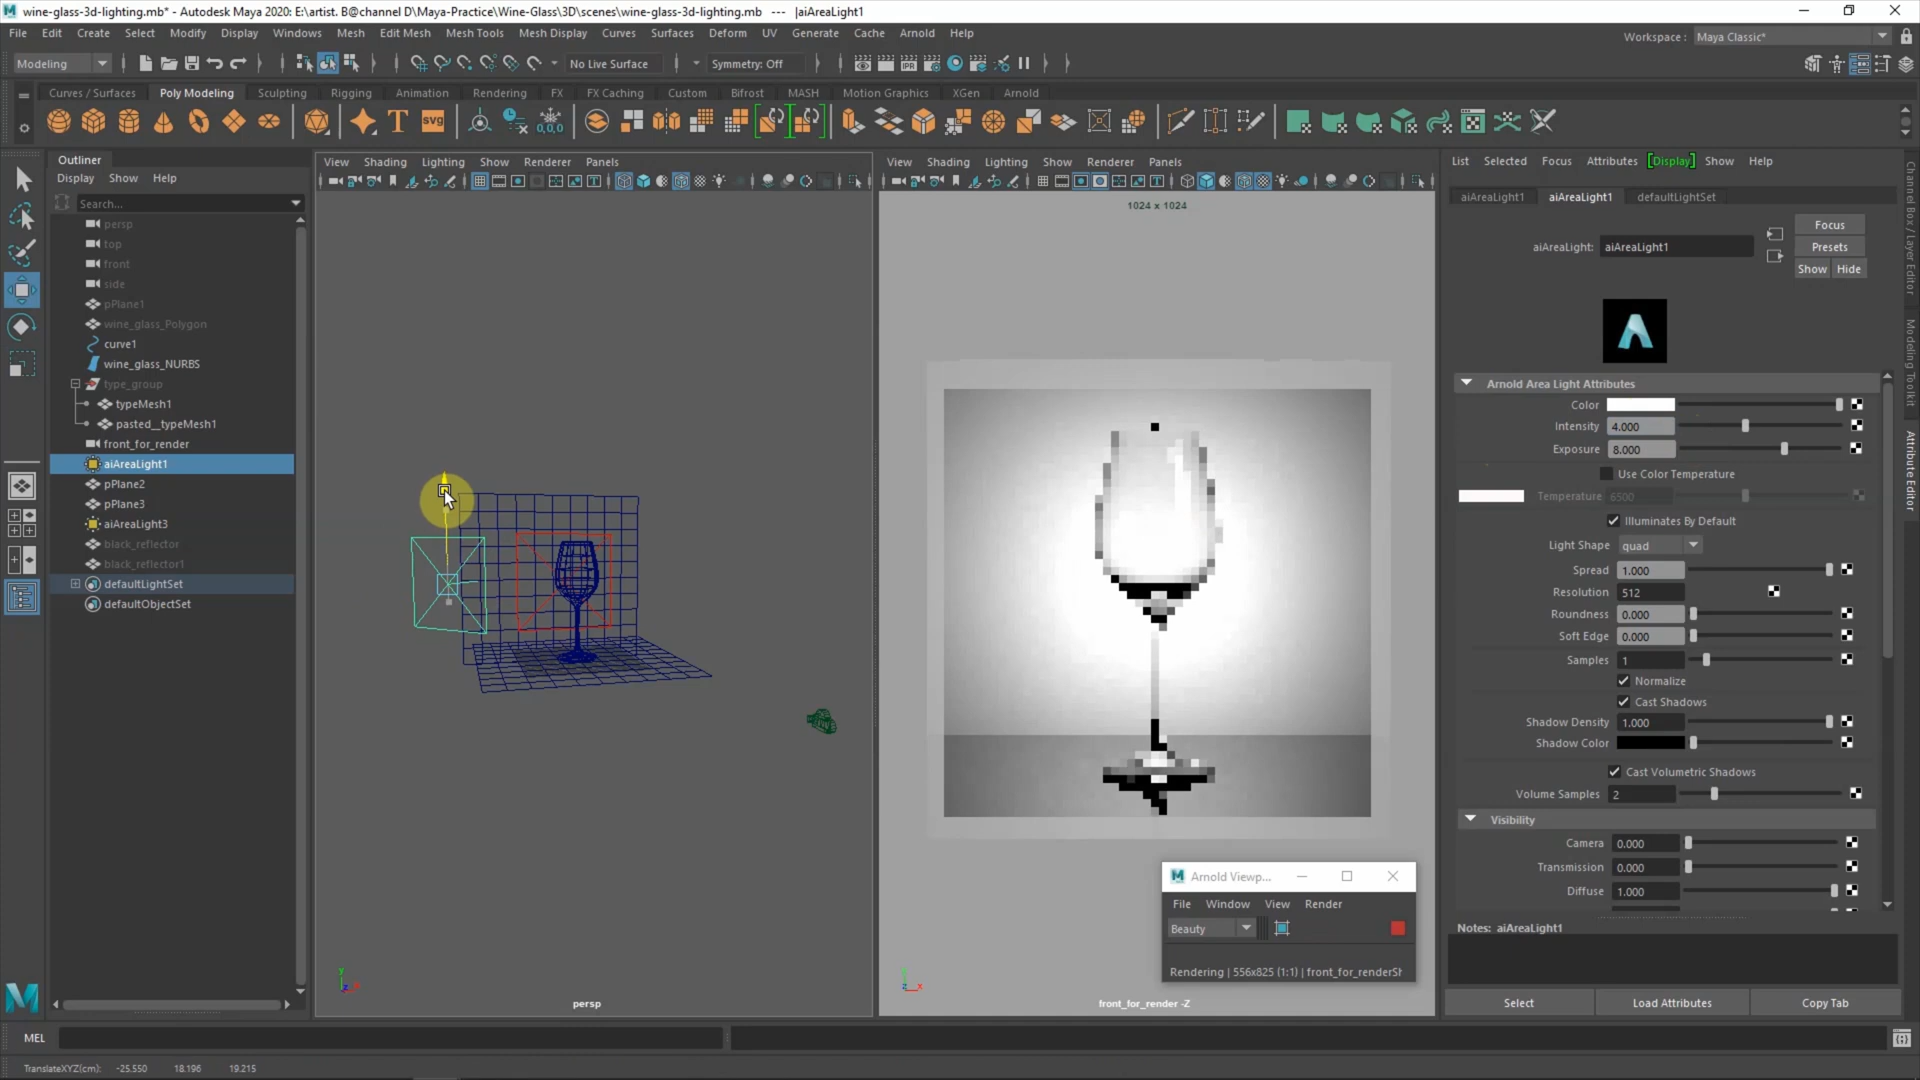 wine-glass-3d-lighting.mb* - Autodesk Maya 2020: E:\artist. B@channel D\Maya-Practice\Wine-Glass\3D\scenes\wine-glass-3d-lighting.mb --- |aiAreaLight1
File Edit Create Select Modify Display Windows Mesh Edit Mesh Mesh Tools Mesh Display Curves Surfaces Deform UV Generate Cache Arnold Help
Workspace : Maya Classic*
Modeling No Live Surface Symmetry: Off
Curves / Surfaces Poly Modeling Sculpting Rigging Animation Rendering FX FX Caching Custom Bifrost MASH Motion Graphics XGen Arnold
Outliner
Display Show Help
Search...
persp
top
front
side
pPlane1
wine_glass_Polygon
curve1
wine_glass_NURBS
type_group
typeMesh1
pasted__typeMesh1
front_for_render
aiAreaLight1
pPlane2
pPlane3
aiAreaLight3
black_reflector
black_reflector1
defaultLightSet
defaultObjectSet
View Shading Lighting Show Renderer Panels
persp
View Shading Lighting Show Renderer Panels
1024 x 1024
front_for_render -Z
Arnold Viewp...
File Window View Render
Beauty
Rendering | 556x825 (1:1) | front_for_renderSh
List Selected Focus Attributes Display Show Help
aiAreaLight1 aiAreaLight1 defaultLightSet
aiAreaLight: aiAreaLight1
Focus
Presets
Show Hide
Arnold Area Light Attributes
Color
Intensity 4.000
Exposure 8.000
Use Color Temperature
Temperature 6500
Illuminates By Default
Light Shape quad
Spread 1.000
Resolution 512
Roundness 0.000
Soft Edge 0.000
Samples 1
Normalize
Cast Shadows
Shadow Density 1.000
Shadow Color
Cast Volumetric Shadows
Volume Samples 2
Visibility
Camera 0.000
Transmission 0.000
Diffuse 1.000
Notes: aiAreaLight1
Select Load Attributes Copy Tab
Channel Box / Layer Editor
Modeling Toolkit
Attribute Editor
MEL
TranslateXYZ(cm): -25.550 18.196 19.215